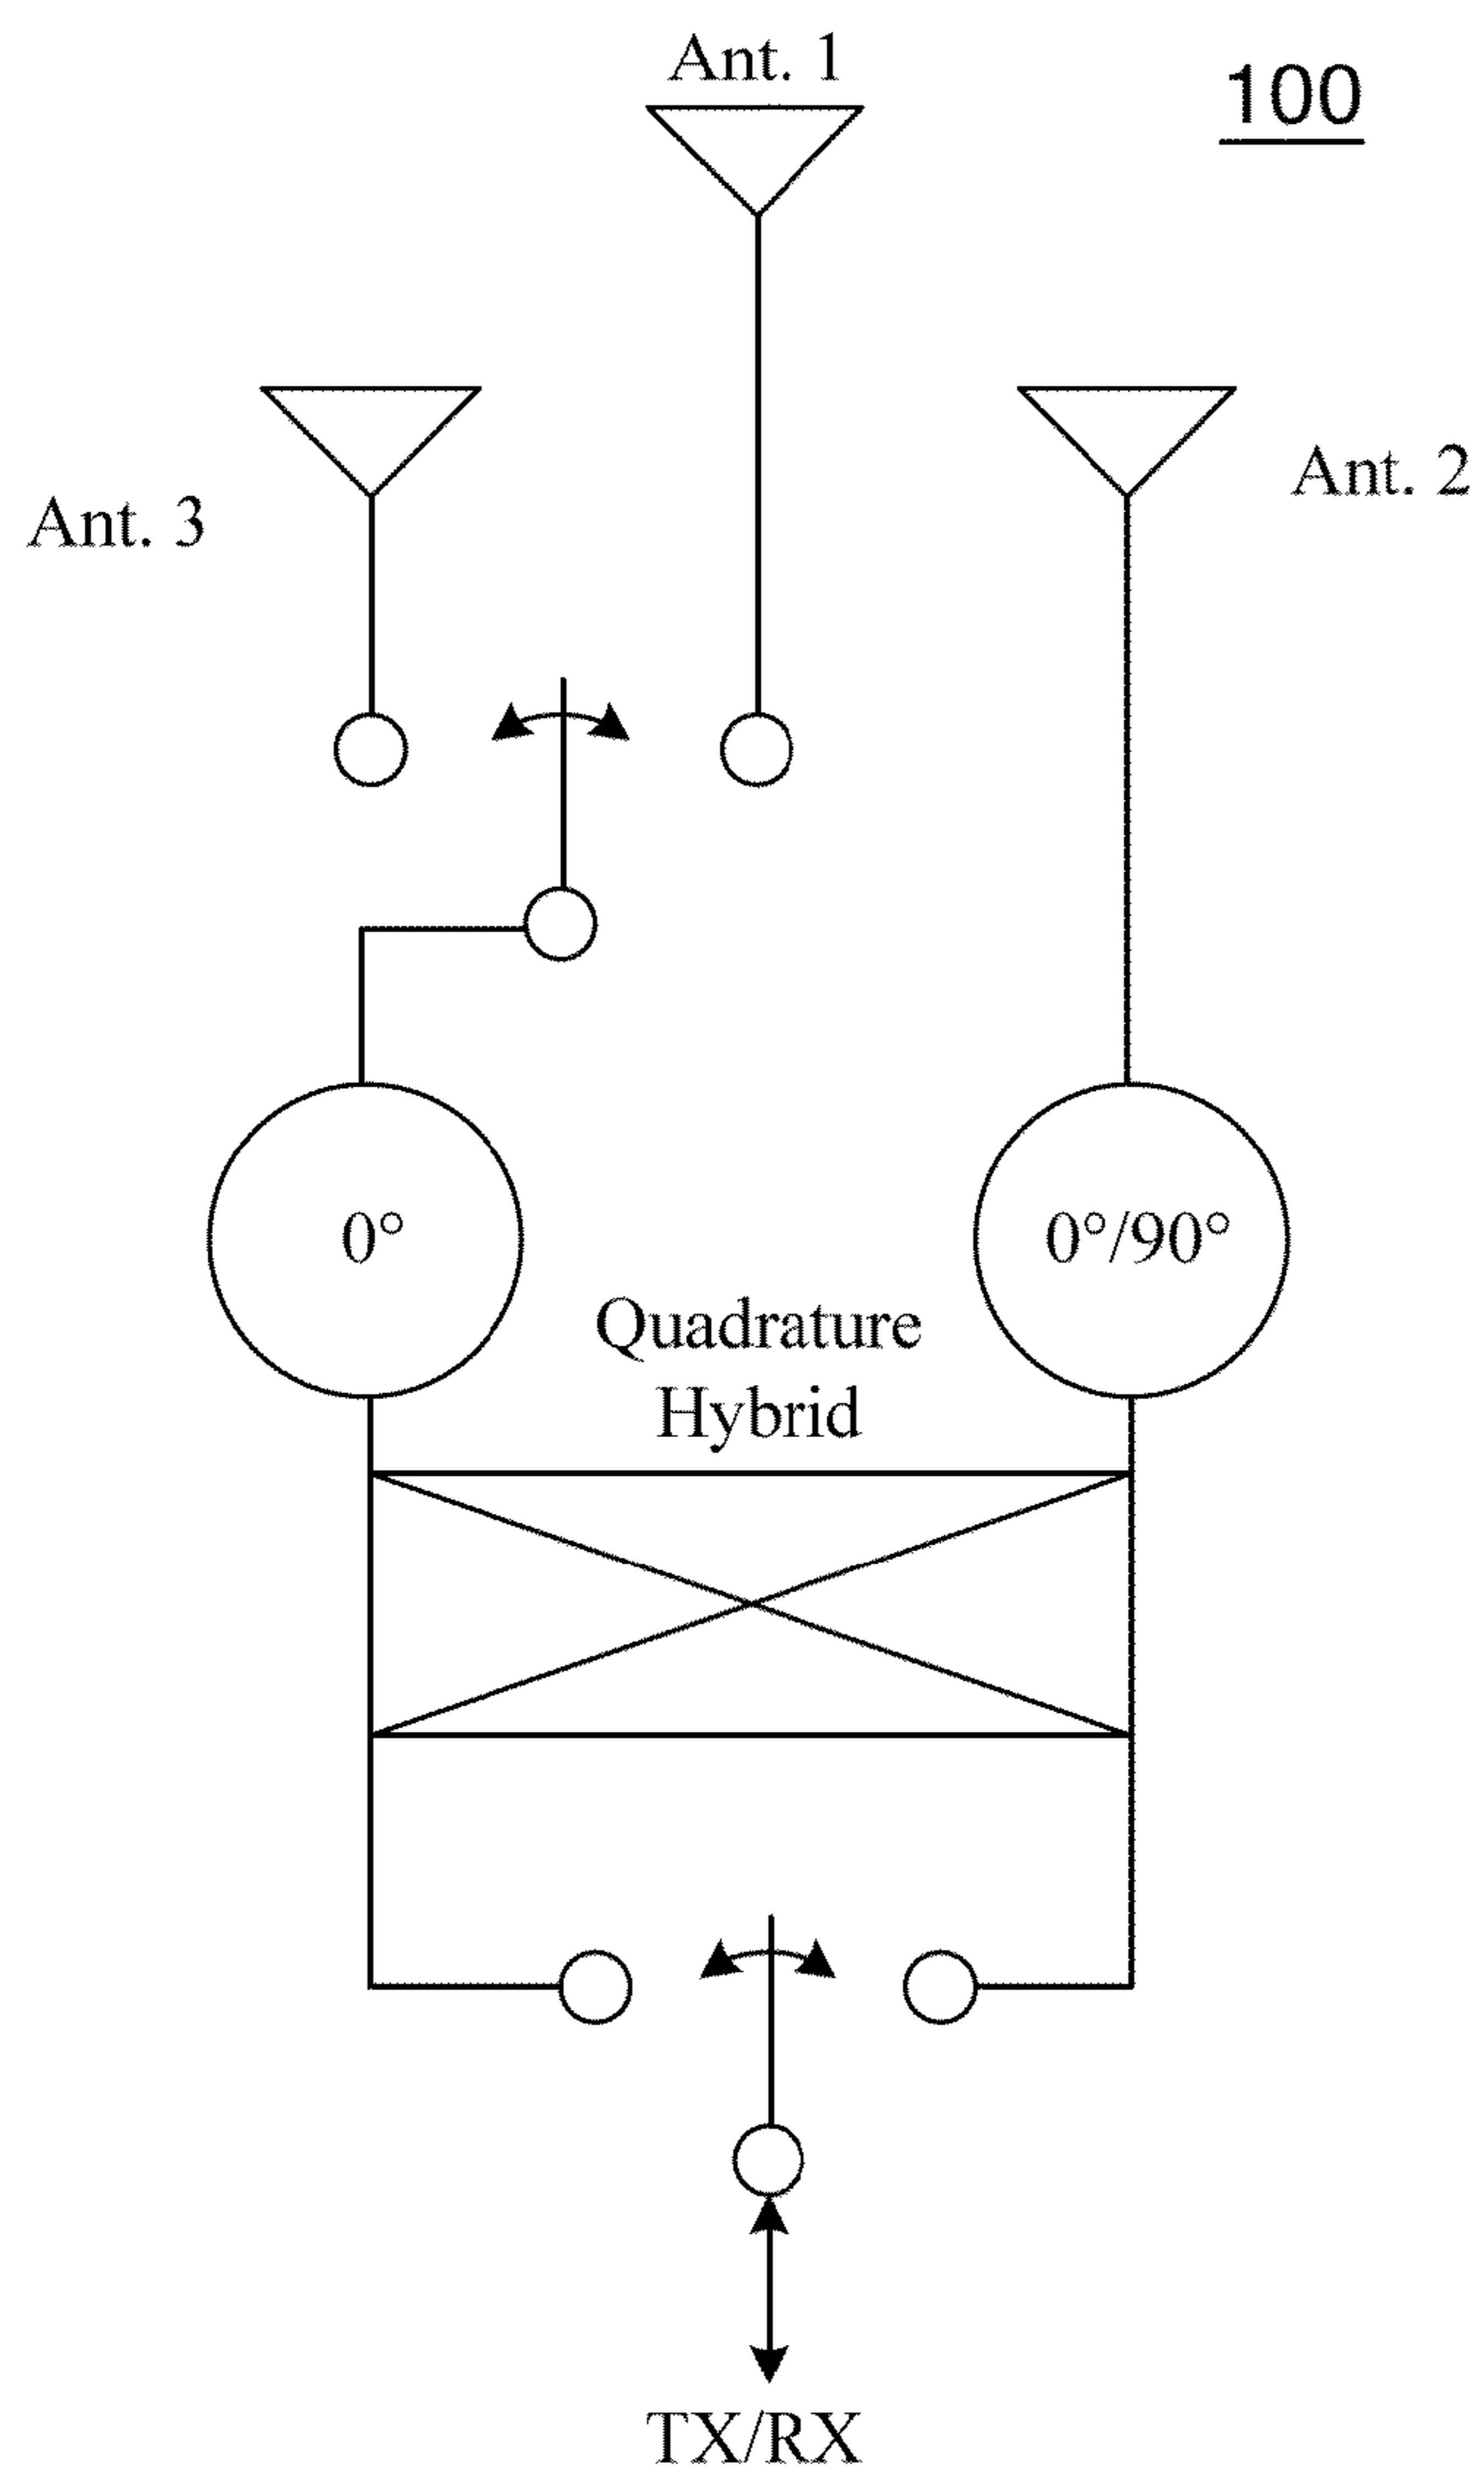 Ant. 1
100
Ant. 2
Ant. 3
0°
0°/90°
Quadrature
Hybrid
TX/RX